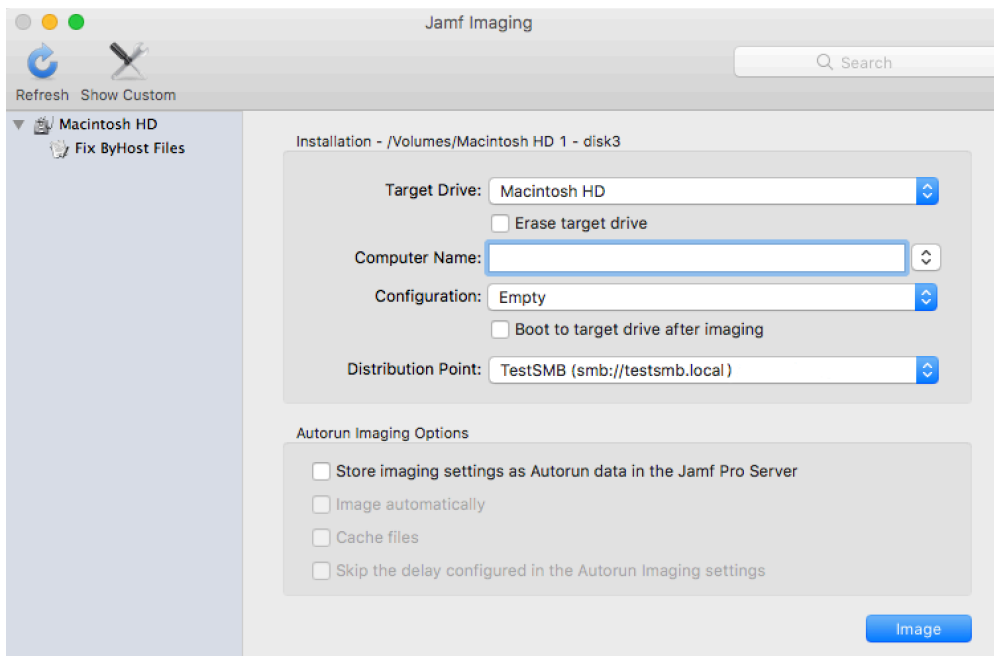 Jamf Imaging
Search
Refresh Show Custom
Macintosh HD
Fix ByHost Files
Installation - /Volumes/Macintosh HD 1 - disk3
Target Drive: Macintosh HD
Erase target drive
Computer Name:
Configuration: Empty
Boot to target drive after imaging
Distribution Point: TestSMB (smb://testsmb.local)
Autorun Imaging Options
Store imaging settings as Autorun data in the Jamf Pro Server
Image automatically
Cache files
Skip the delay configured in the Autorun Imaging settings
Image